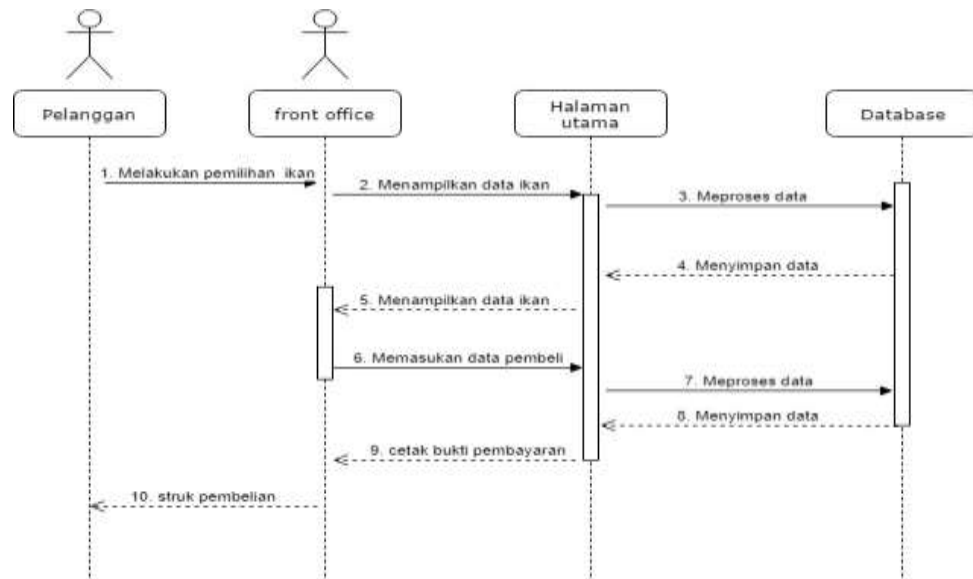 Pelanggan
front office
Halaman
utama
Database
1. Melakukan pemilihan ikan
2. Menampilkan data ikan
3. Meproses data
4. Menyimpan data
5. Menampilkan data ikan
6. Memasukan data pembeli
7. Meproses data
8. Menyimpan data
9. cetak bukti pembayaran
10. struk pembelian